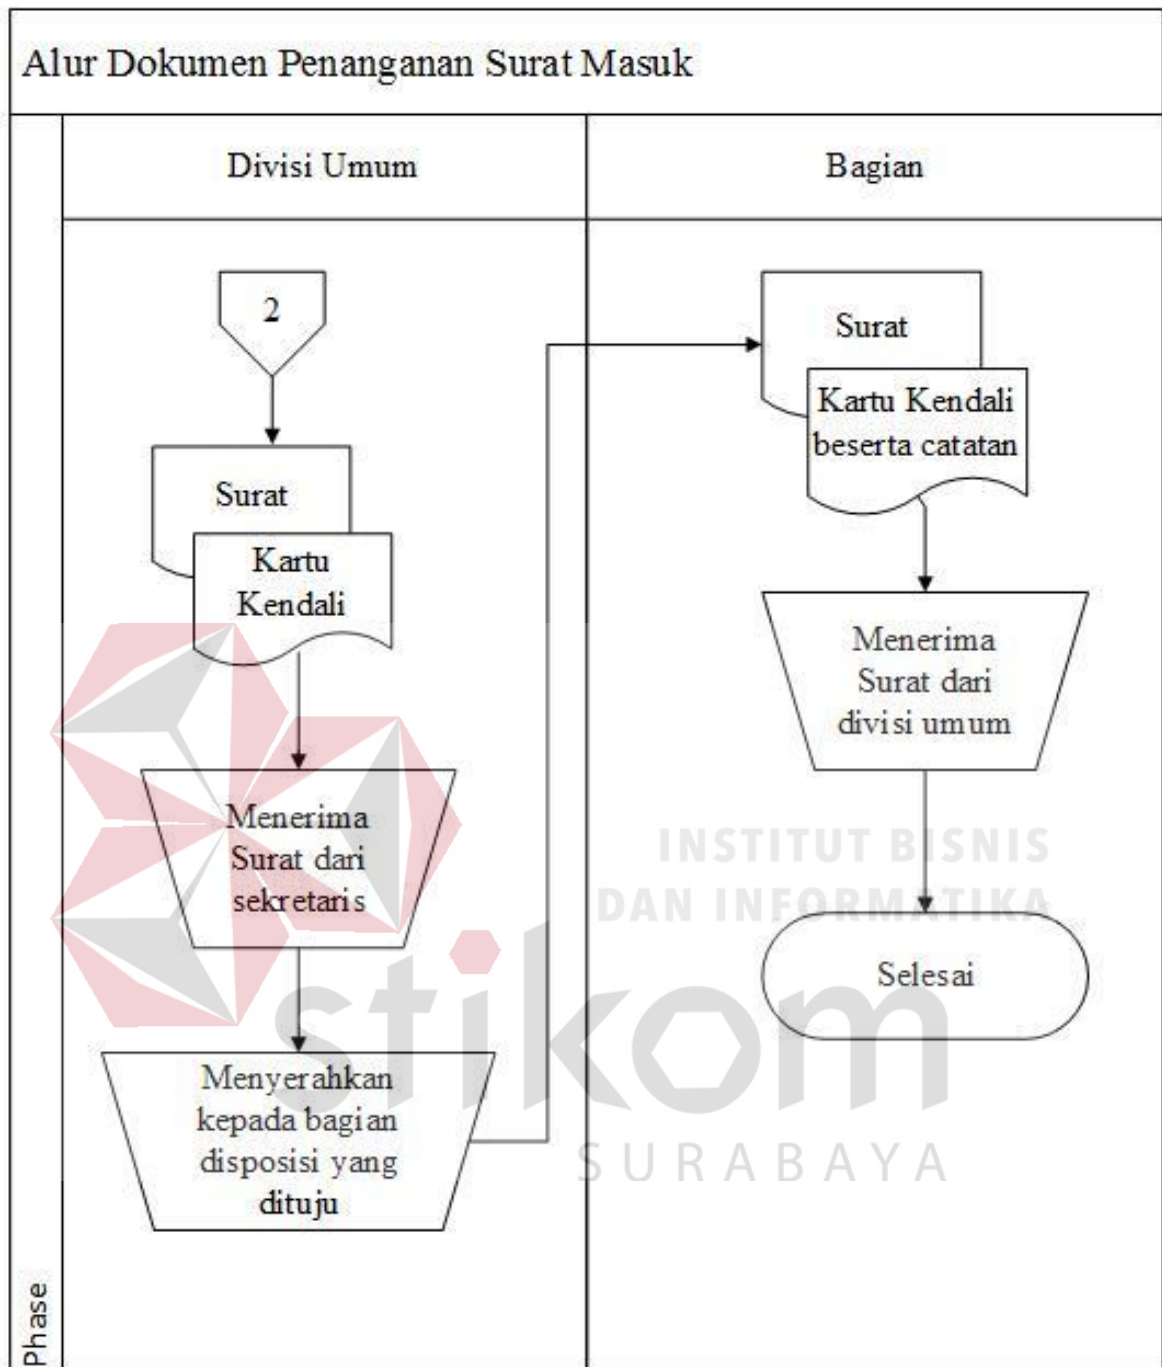 Alur Dokumen Penanganan Surat Masuk
Divisi Umum
Bagian
2
Surat
Kartu
Kendali
Menerima
Surat dari
sekretaris
Menyerahkan
kepada bagian
disposisi yang
dituju
Surat
Kartu Kendali
beserta catatan
Menerima
Surat dari
divisi umum
Selesai
Phase
INSTITUT BISNIS
DAN INFORMATIKA
stikom
SURABAYA